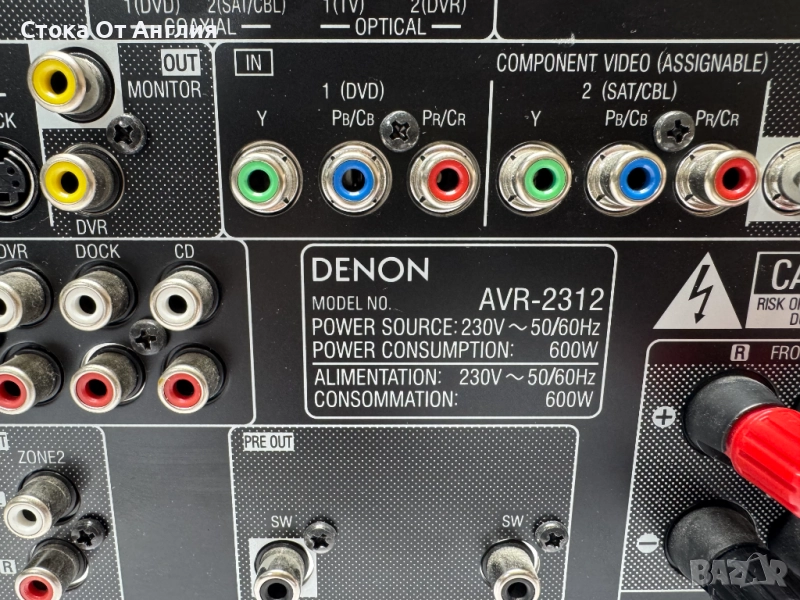 Стока От Англия
1(DVD) 2(SAT/CBL) 1(TV) 2(DVR)
COAXIAL OPTICAL
OUT
MONITOR
IN
COMPONENT VIDEO (ASSIGNABLE)
1 (DVD) 2 (SAT/CBL)
Y PB/CB PR/CR Y PB/CB PR/CR
DVR
DOCK CD
DENON
MODEL NO. AVR-2312
POWER SOURCE: 230V ~ 50/60Hz
POWER CONSUMPTION: 600W
ALIMENTATION: 230V ~ 50/60Hz
CONSOMMATION: 600W
R
+
ZONE2
PRE OUT
SW SW
R
−
BAZAR